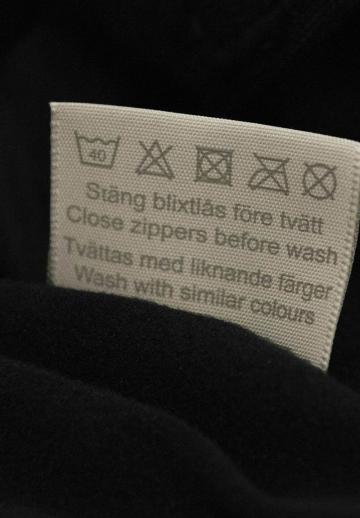 40
Stäng blixtlås före tvätt
Close zippers before wash
Tvättas med liknande färger
Wash with similar colours